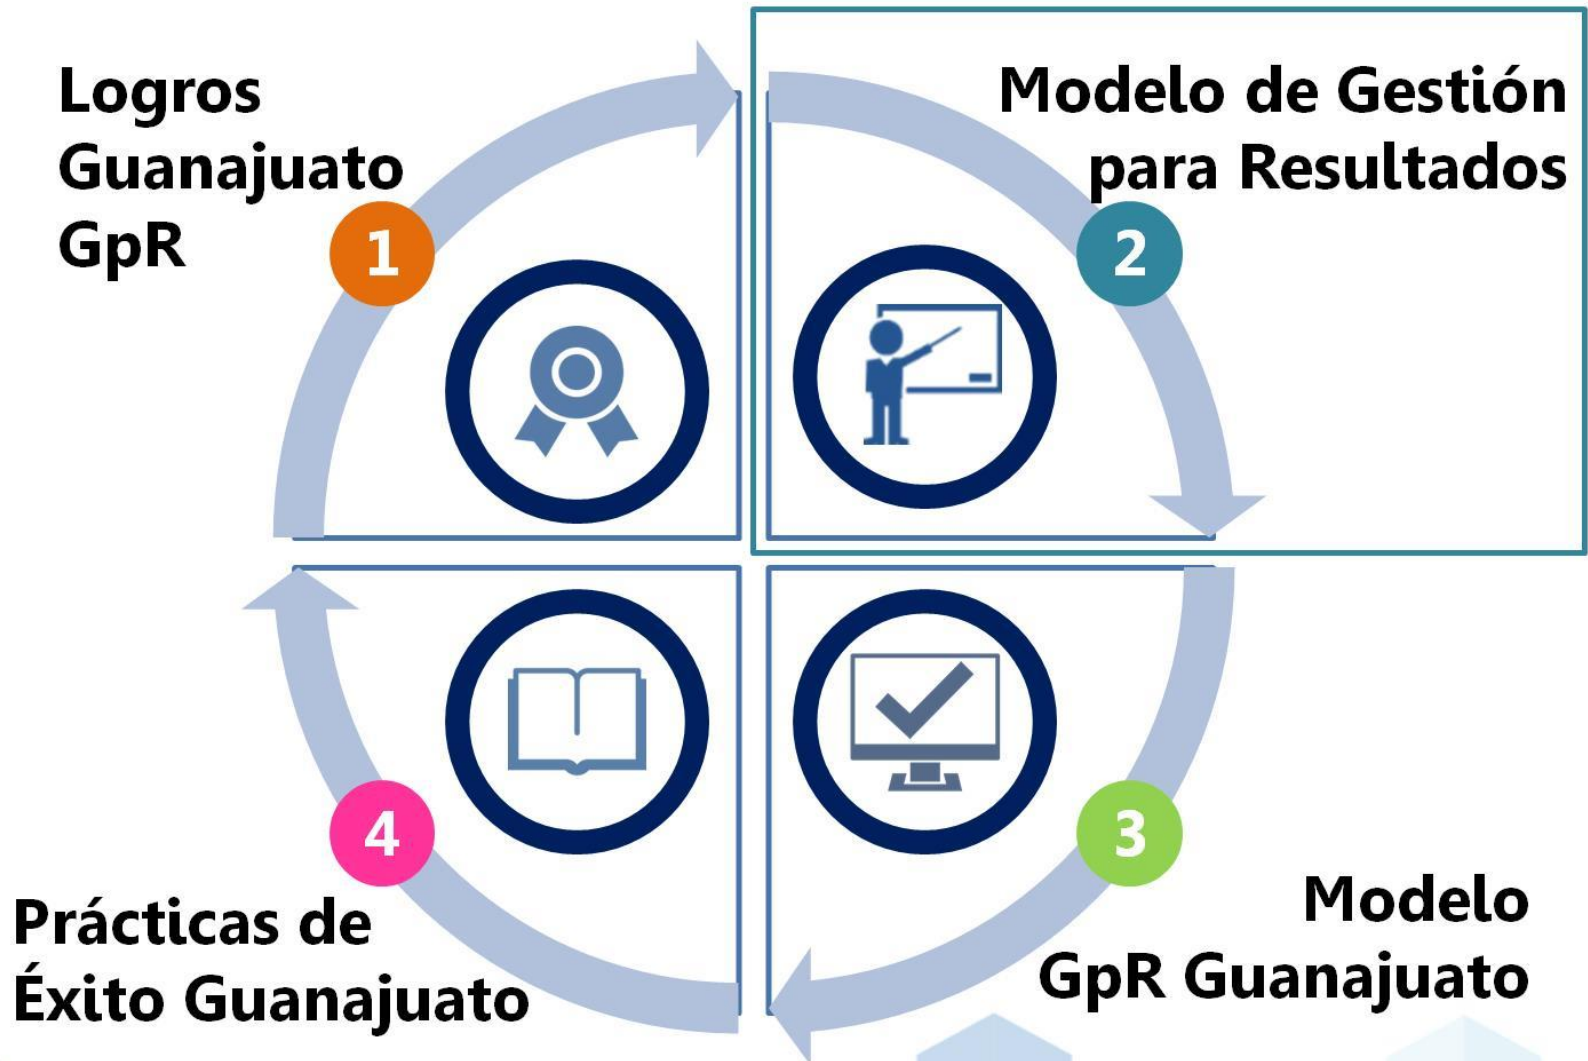 Logros
Guanajuato
GpR
1
Modelo de Gestión
para Resultados
2
3
Modelo
GpR Guanajuato
4
Prácticas de
Éxito Guanajuato